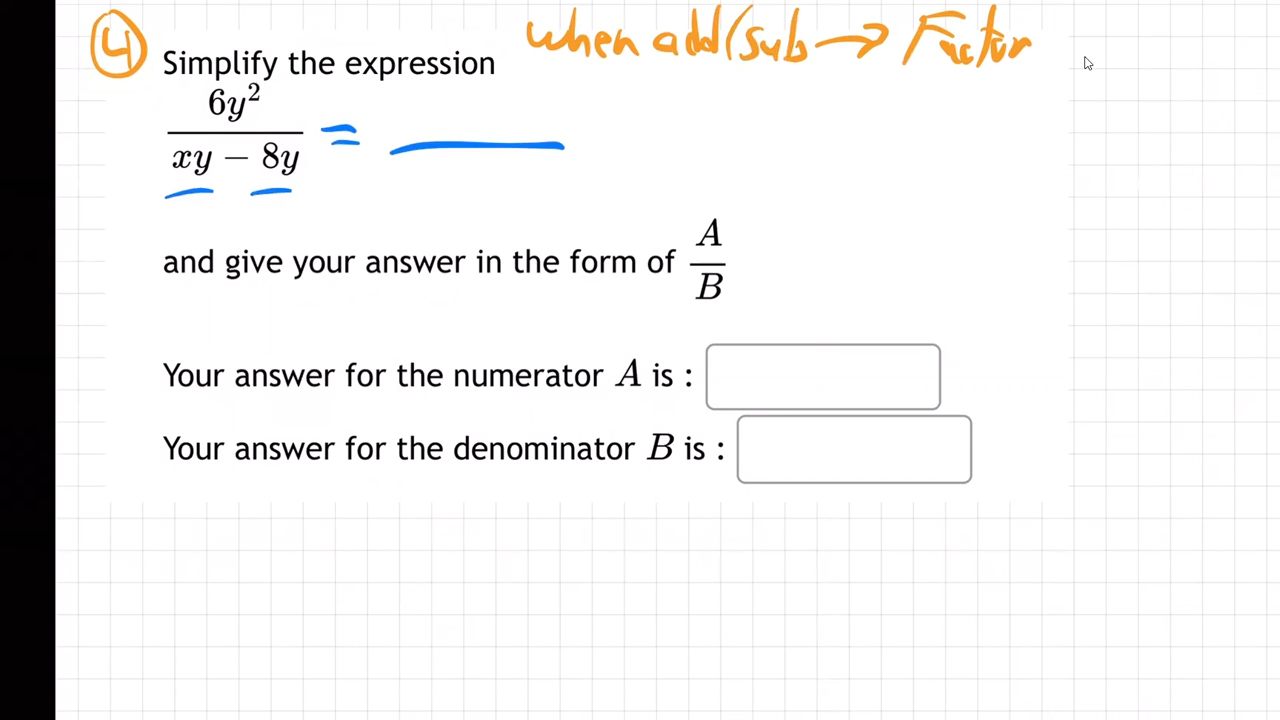 ④ when add/sub → Factor
Simplify the expression
6y²
xy − 8y
=
and give your answer in the form of A/B
Your answer for the numerator A is :
Your answer for the denominator B is :